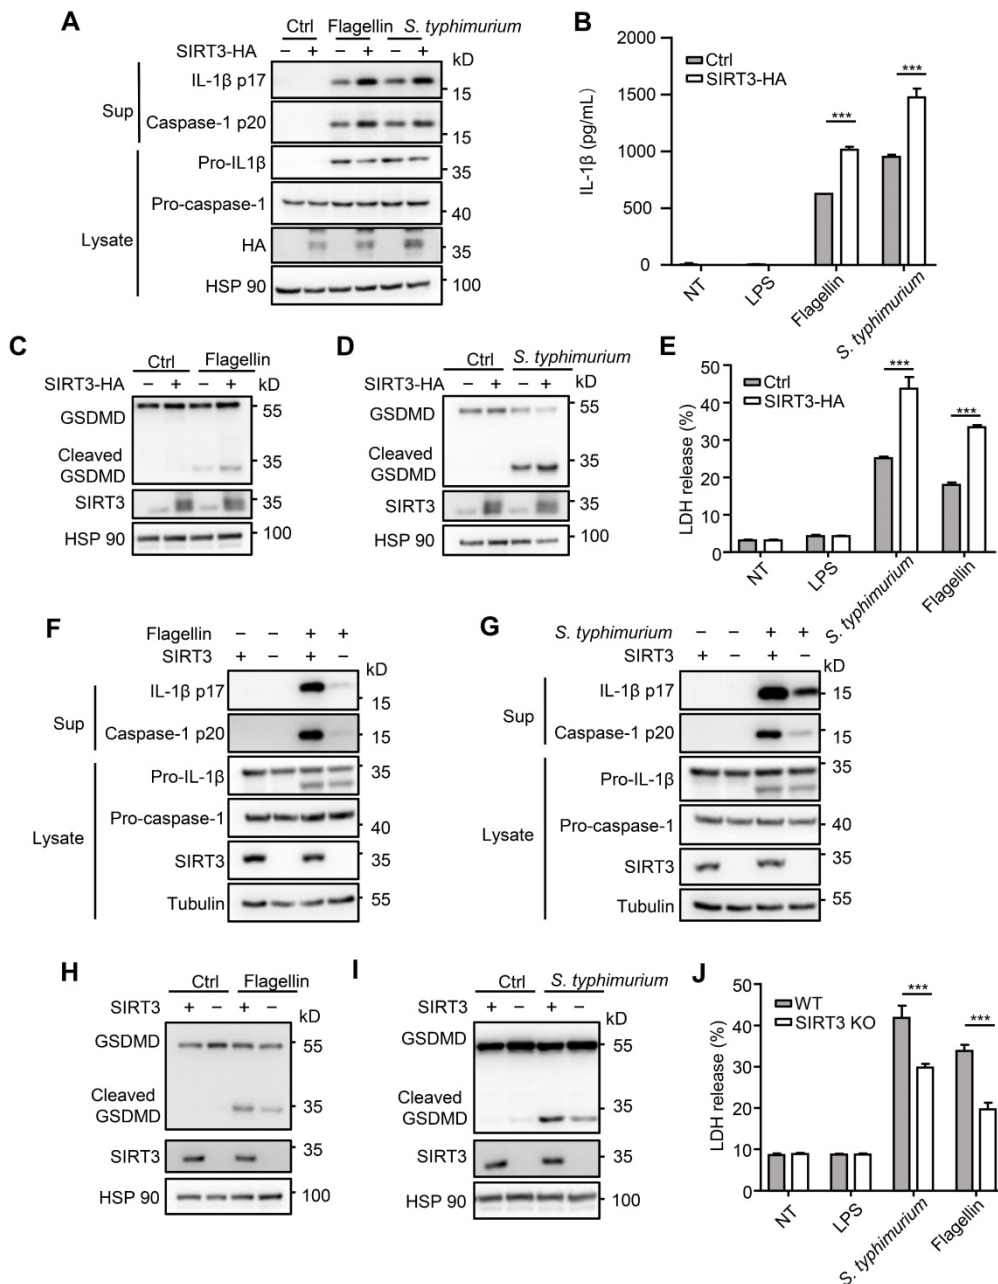 A
Ctrl Flagellin S. typhimurium
SIRT3-HA − + − + − + kD
Sup
IL-1β p17 15
Caspase-1 p20 15
Lysate
Pro-IL1β 35
Pro-caspase-1 40
HA 35
HSP 90 100
B
IL-1β (pg/mL)
2000
1500
1000
500
0
Ctrl
SIRT3-HA
*** ***
NT LPS Flagellin S. typhimurium
C
Ctrl Flagellin
SIRT3-HA − + − + kD
GSDMD 55
Cleaved 35
GSDMD
SIRT3 35
HSP 90 100
D
Ctrl S. typhimurium
SIRT3-HA − + − + kD
GSDMD 55
Cleaved 35
GSDMD
SIRT3 35
HSP 90 100
E
LDH release (%)
50
40
30
20
10
0
Ctrl
SIRT3-HA
*** ***
NT LPS S. typhimurium Flagellin
F
Flagellin − − + +
SIRT3 + − + − kD
Sup
IL-1β p17 15
Caspase-1 p20 15
Lysate
Pro-IL-1β 35
Pro-caspase-1 40
SIRT3 35
Tubulin 55
G
S. typhimurium − − + +
SIRT3 + − + − kD
Sup
IL-1β p17 15
Caspase-1 p20 15
Lysate
Pro-IL-1β 35
Pro-caspase-1 40
SIRT3 35
Tubulin 55
H
Ctrl Flagellin
SIRT3 + − + − kD
GSDMD 55
Cleaved 35
GSDMD
SIRT3 35
HSP 90 100
I
Ctrl S. typhimurium
SIRT3 + − + − kD
GSDMD 55
Cleaved 35
GSDMD
SIRT3 35
HSP 90 100
J
LDH release (%)
50
40
30
20
10
0
WT
SIRT3 KO
*** ***
NT LPS S. typhimurium Flagellin